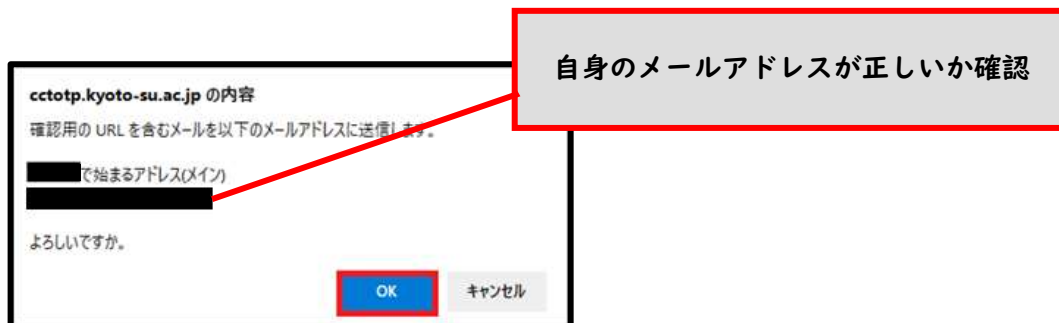 自身のメールアドレスが正しいか確認
cctotp.kyoto-su.ac.jp の内容
確認用の URL を含むメールを以下のメールアドレスに送信します。
で始まるアドレス(メイン)
よろしいですか。
OK キャンセル